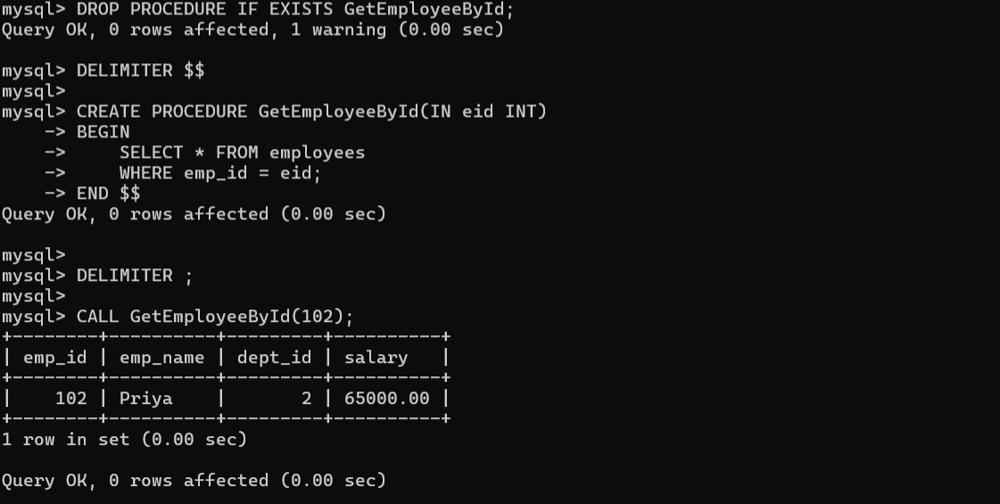 mysql> DROP PROCEDURE IF EXISTS GetEmployeeById;
Query OK, 0 rows affected, 1 warning (0.00 sec)

mysql> DELIMITER $$
mysql>
mysql> CREATE PROCEDURE GetEmployeeById(IN eid INT)
    -> BEGIN
    ->     SELECT * FROM employees
    ->     WHERE emp_id = eid;
    -> END $$
Query OK, 0 rows affected (0.00 sec)

mysql>
mysql> DELIMITER ;
mysql>
mysql> CALL GetEmployeeById(102);
+--------+----------+---------+----------+
| emp_id | emp_name | dept_id | salary   |
+--------+----------+---------+----------+
|    102 | Priya    |       2 | 65000.00 |
+--------+----------+---------+----------+
1 row in set (0.00 sec)

Query OK, 0 rows affected (0.00 sec)